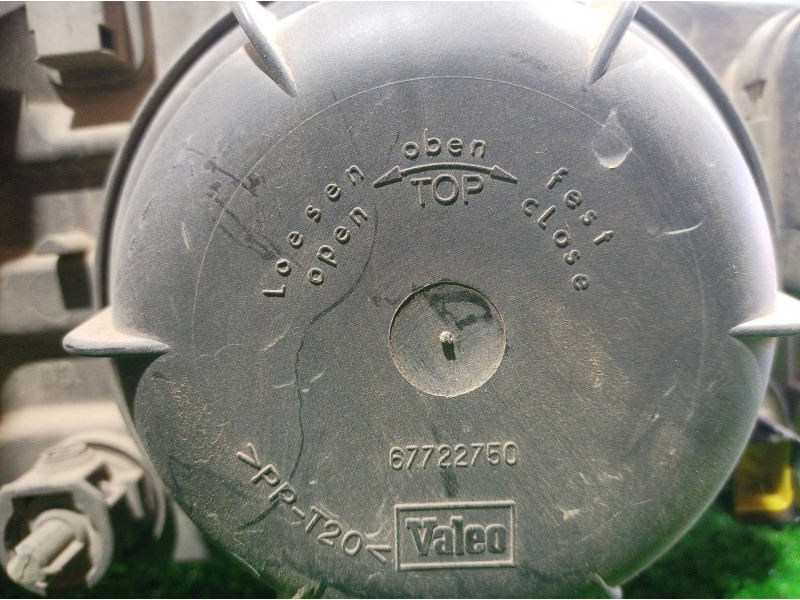 oben
Loesen TOP fest
open close
67722750
>PP-T20<
Valeo